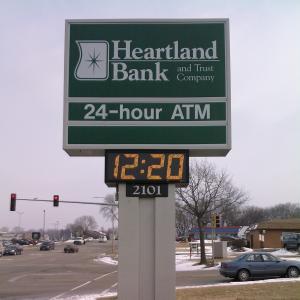 Heartland
Bank and Trust
Company
24-hour ATM
12:20
2101